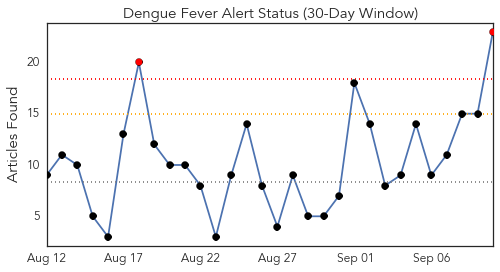 Dengue Fever Alert Status (30-Day Window)
Articles Found
20
15
10
5
Aug 12 Aug 17 Aug 22 Aug 27 Sep 01 Sep 06